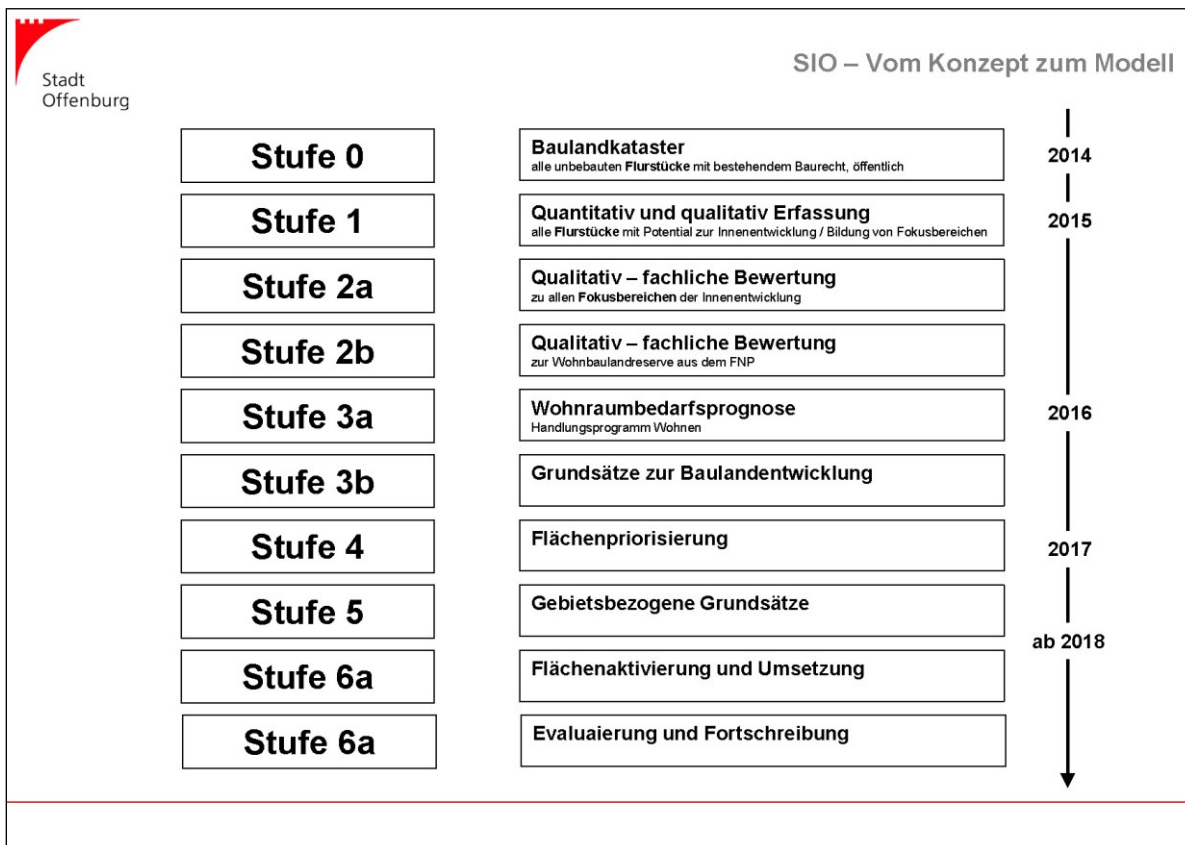 Stadt
Offenburg
SIO – Vom Konzept zum Modell
Stufe 0
Baulandkataster
alle unbebauten Flurstücke mit bestehendem Baurecht, öffentlich
2014
Stufe 1
Quantitativ und qualitativ Erfassung
alle Flurstücke mit Potential zur Innenentwicklung / Bildung von Fokusbereichen
2015
Stufe 2a
Qualitativ – fachliche Bewertung
zu allen Fokusbereichen der Innenentwicklung
Stufe 2b
Qualitativ – fachliche Bewertung
zur Wohnbaulandreserve aus dem FNP
Stufe 3a
Wohnraumbedarfsprognose
Handlungsprogramm Wohnen
2016
Stufe 3b
Grundsätze zur Baulandentwicklung
Stufe 4
Flächenpriorisierung
2017
Stufe 5
Gebietsbezogene Grundsätze
ab 2018
Stufe 6a
Flächenaktivierung und Umsetzung
Stufe 6a
Evaluaierung und Fortschreibung